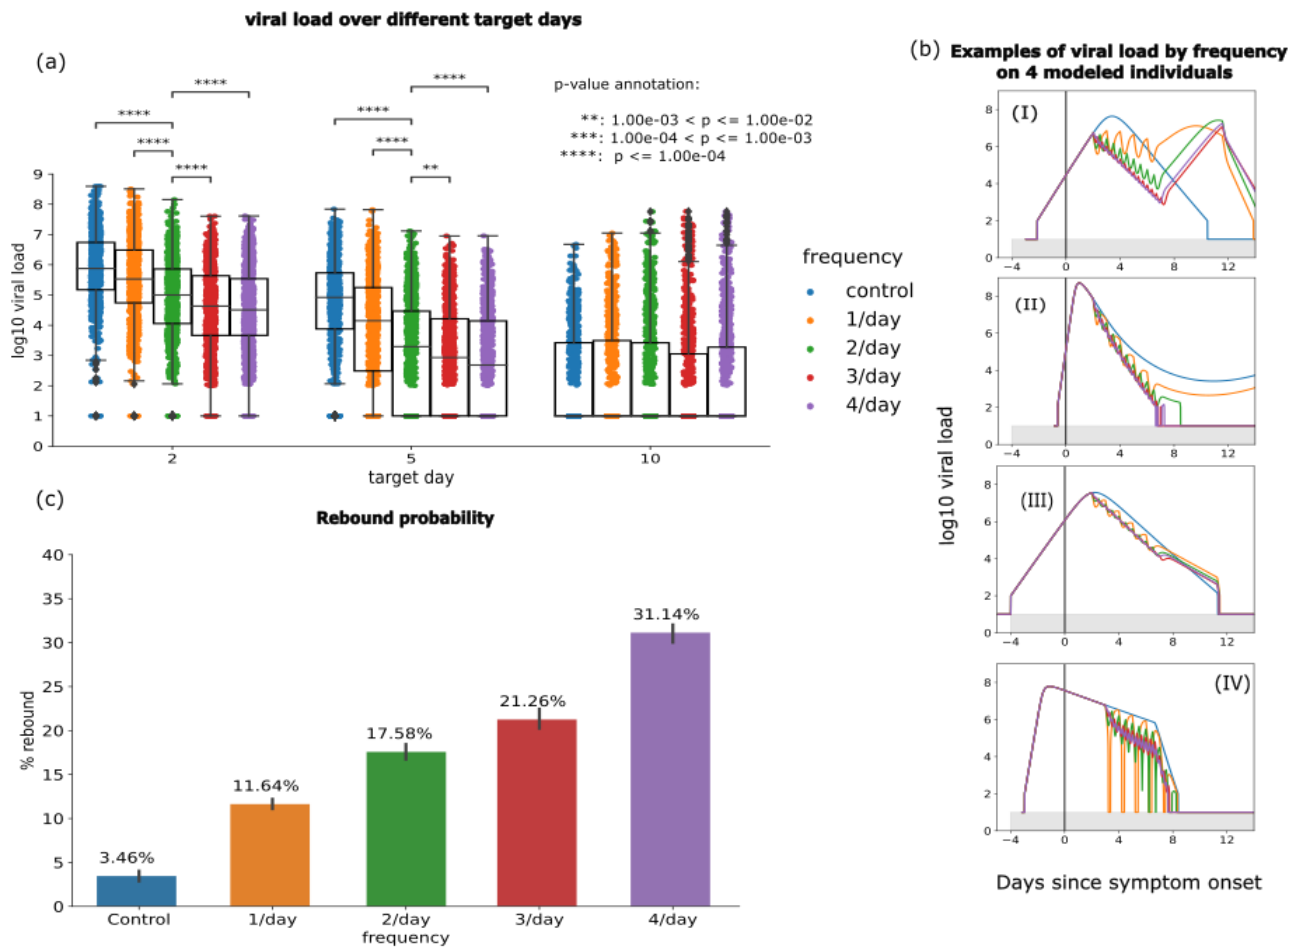 viral load over different target days
(a)
****
****
****
****
****
****
****
****
**
p-value annotation:
**: 1.00e-03 < p <= 1.00e-02
***: 1.00e-04 < p <= 1.00e-03
****: p <= 1.00e-04
log10 viral load
9
8
7
6
5
4
3
2
1
0
2
5
10
target day
frequency
control
1/day
2/day
3/day
4/day
(b) Examples of viral load by frequency
on 4 modeled individuals
log10 viral load
(I)
8
6
4
2
0
−4
0
4
8
12
(II)
8
6
4
2
0
−4
0
4
8
12
(III)
8
6
4
2
0
−4
0
4
8
12
(IV)
8
6
4
2
0
−4
0
4
8
12
Days since symptom onset
(c)
Rebound probability
% rebound
40
35
30
25
20
15
10
5
0
3.46%
11.64%
17.58%
21.26%
31.14%
Control
1/day
2/day
3/day
4/day
frequency